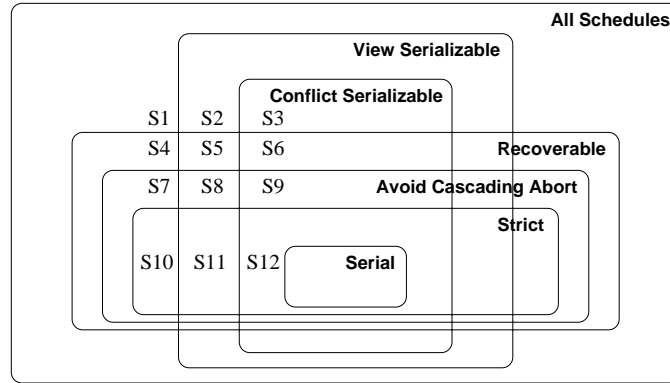 All Schedules
View Serializable
Conflict Serializable
S1 S2 S3
S4 S5 S6 Recoverable
S7 S8 S9 Avoid Cascading Abort
Strict
S10 S11 S12 Serial